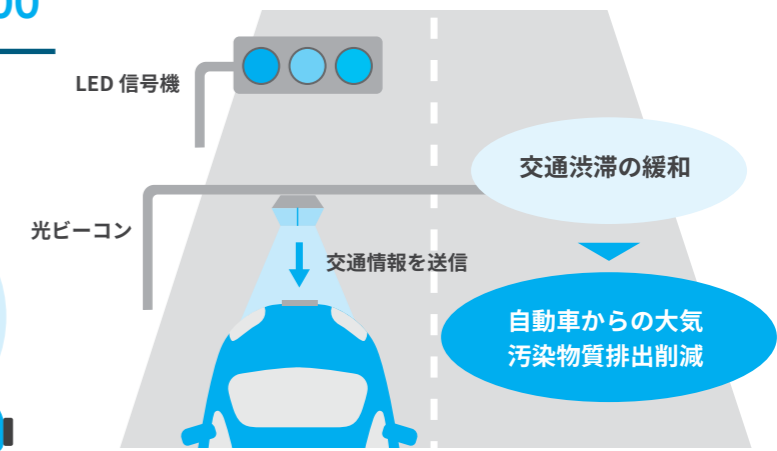 00
LED 信号機
交通渋滞の緩和
光ビーコン
交通情報を送信
自動車からの大気
汚染物質排出削減